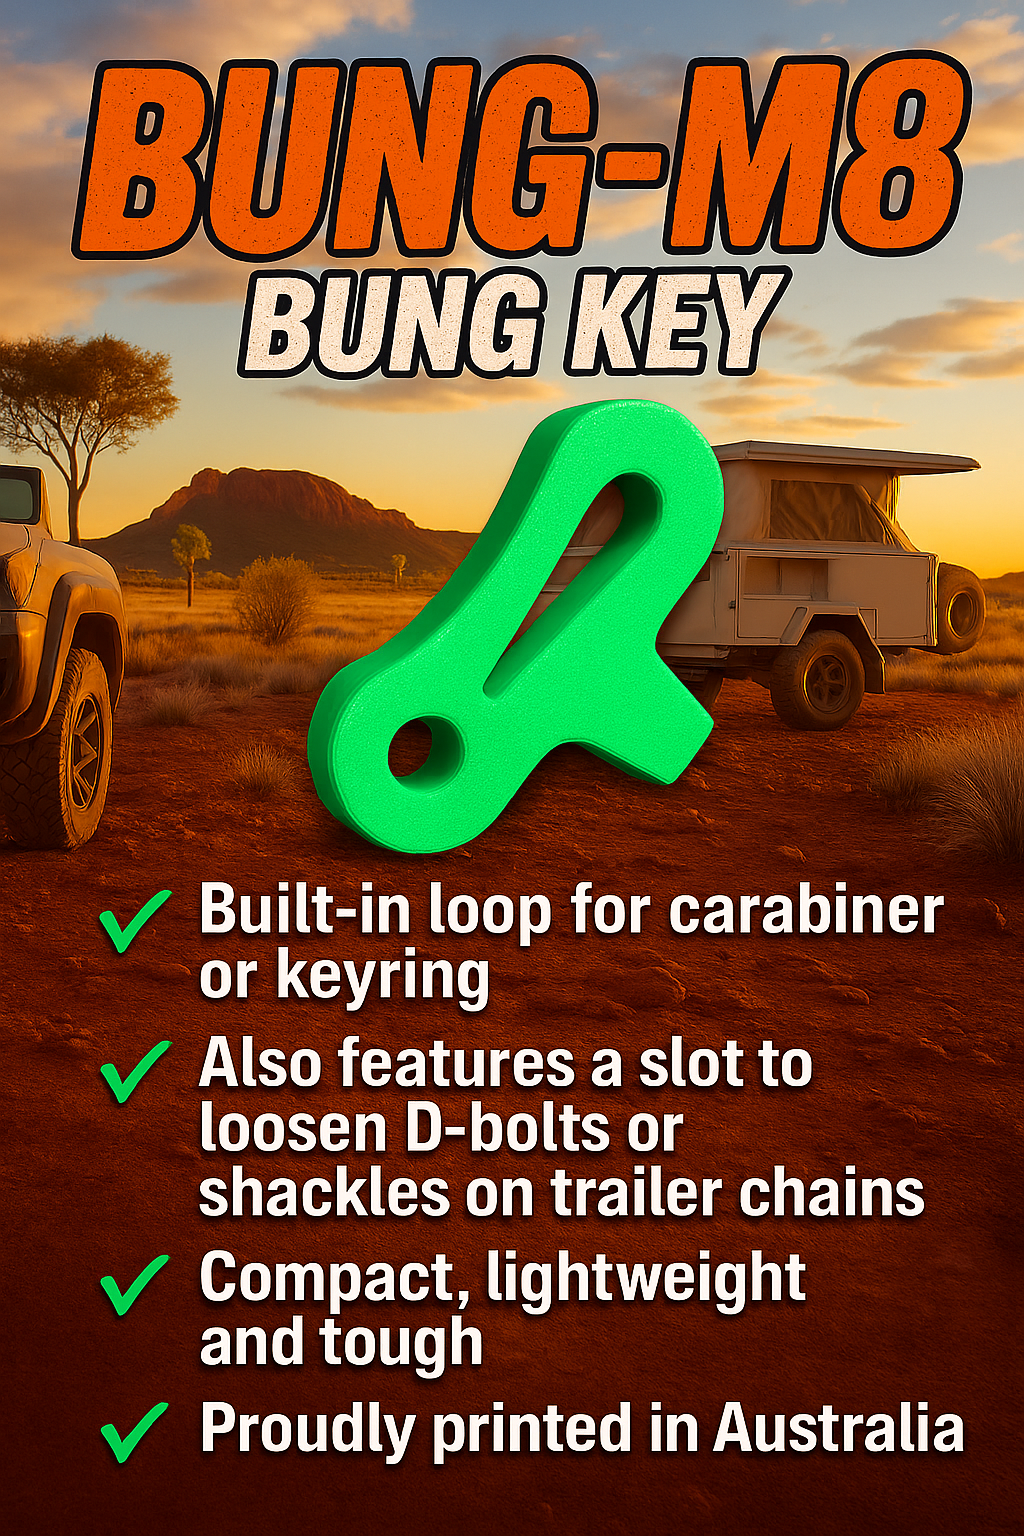 BUNG-M8
BUNG KEY
Built-in loop for carabiner
or keyring
Also features a slot to
loosen D-bolts or
shackles on trailer chains
Compact, lightweight
and tough
Proudly printed in Australia